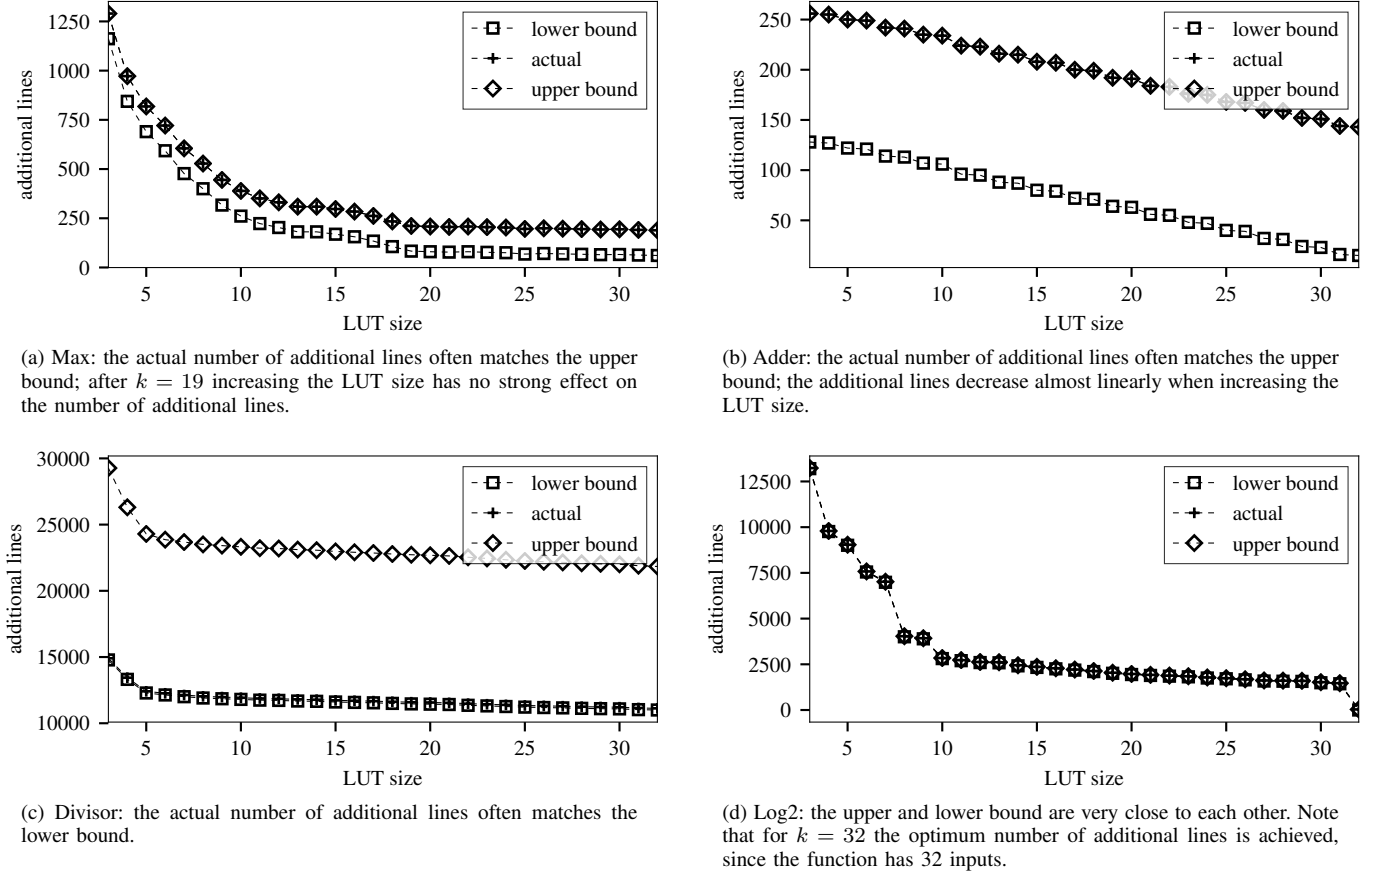 1250
1000
750
500
250
0
additional lines
lower bound
actual
upper bound
5 10 15 20 25 30
LUT size
(a) Max: the actual number of additional lines often matches the upper
bound; after k = 19 increasing the LUT size has no strong effect on
the number of additional lines.
250
200
150
100
50
additional lines
lower bound
actual
upper bound
5 10 15 20 25 30
LUT size
(b) Adder: the actual number of additional lines often matches the upper
bound; the additional lines decrease almost linearly when increasing the
LUT size.
30000
25000
20000
15000
10000
additional lines
lower bound
actual
upper bound
5 10 15 20 25 30
LUT size
(c) Divisor: the actual number of additional lines often matches the
lower bound.
12500
10000
7500
5000
2500
0
additional lines
lower bound
actual
upper bound
5 10 15 20 25 30
LUT size
(d) Log2: the upper and lower bound are very close to each other. Note
that for k = 32 the optimum number of additional lines is achieved,
since the function has 32 inputs.